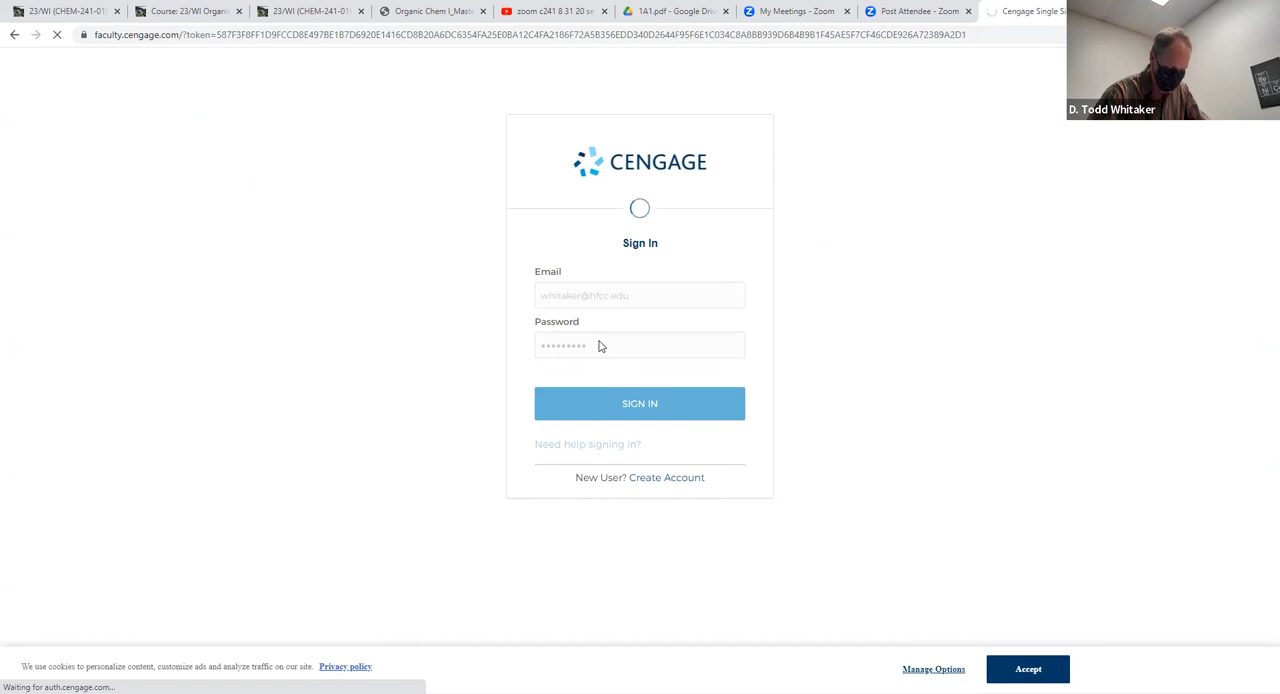 23/WI (CHEM-241-01
Course: 23/WI Organi
23/WI (CHEM-241-01
Organic Chem I_Maste
zoom c241 8 31 20 se
1A1.pdf - Google Driv
My Meetings - Zoom
Post Attendee - Zoom
Cengage Single Si
faculty.cengage.com/?token=587F3F8FF1D9FCCD8E497BE1B7D6920E1416CD8B20A6DC6354FA25E0BA12C4FA2186F72A5B356EDD340D2644F95F6E1C034C8A8BB939D6B4B9B1F45AE5F7CF46CDE926A72389A2D1
D. Todd Whitaker
CENGAGE
Sign In
Email
whitaker@hfcc.edu
Password
SIGN IN
Need help signing in?
New User? Create Account
We use cookies to personalize content, customize ads and analyze traffic on our site. Privacy policy
Manage Options
Accept
Waiting for auth.cengage.com...